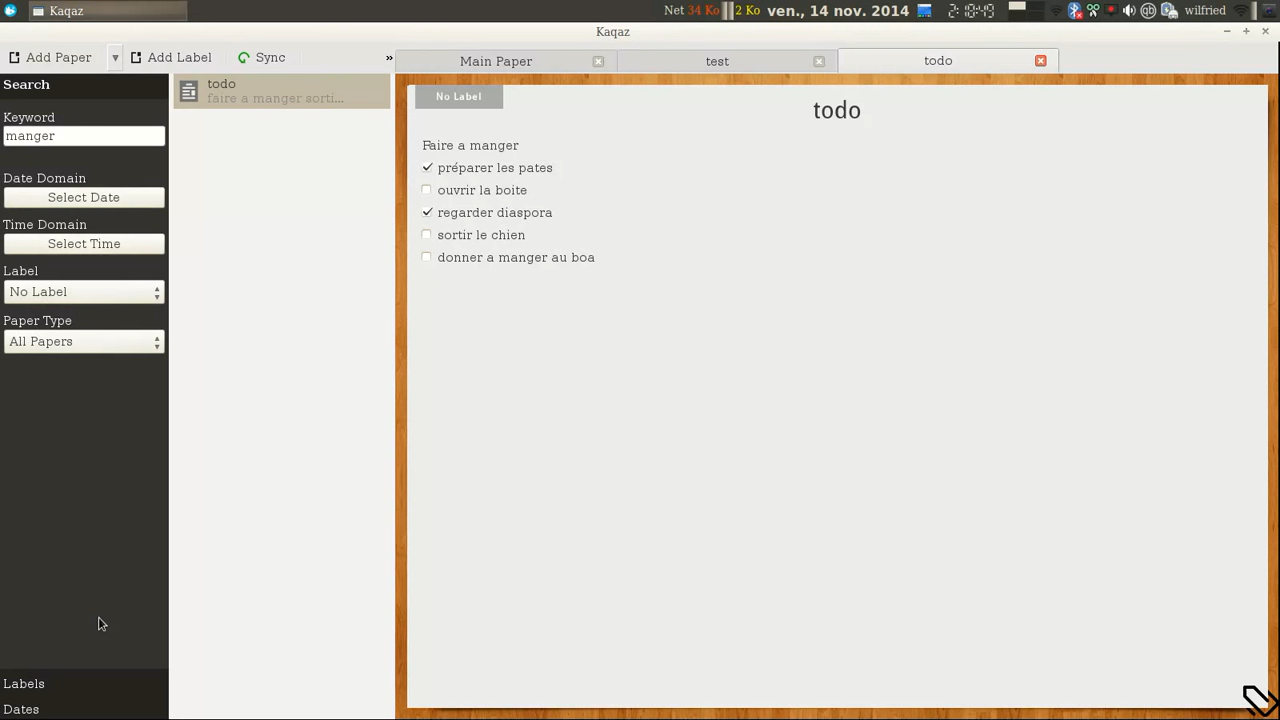 Kaqaz
Net 34 Ko 2 Ko ven., 14 nov. 2014
wilfried
Kaqaz
Add Paper
Add Label
Sync
»
Main Paper
test
todo
Search
Keyword
manger
Date Domain
Select Date
Time Domain
Select Time
Label
No Label
Paper Type
All Papers
Labels
Dates
todo
faire a manger sorti...
No Label
todo
Faire a manger
préparer les pates
ouvrir la boite
regarder diaspora
sortir le chien
donner a manger au boa